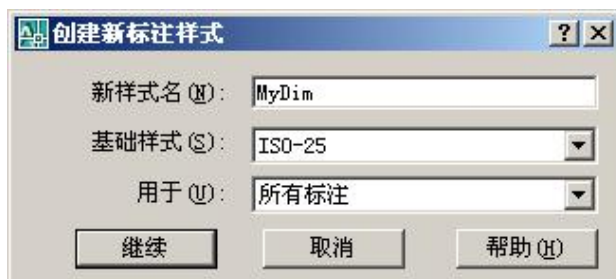 创建新标注样式
新样式名(N): MyDim
基础样式(S): ISO-25
用于(U): 所有标注
继续 取消 帮助(H)